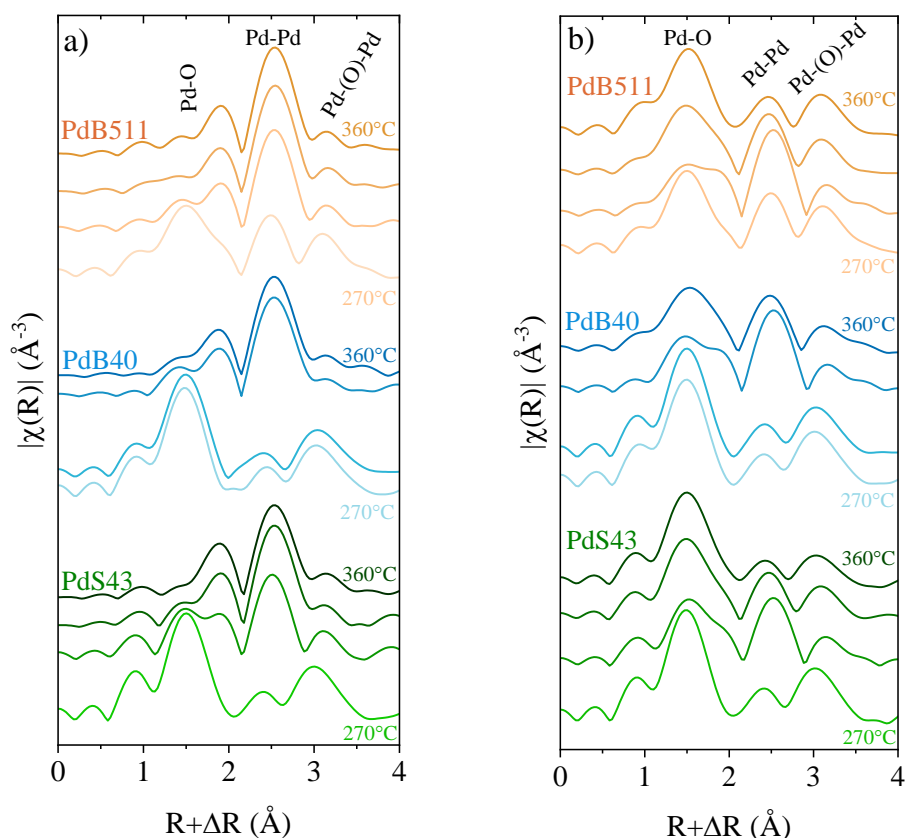 a)
Pd-O
Pd-Pd
Pd-(O)-Pd
PdB511
360°C
270°C
PdB40
360°C
270°C
PdS43
360°C
270°C
|χ(R)| (Å⁻³)
0 1 2 3 4
R+ΔR (Å)
b)
Pd-O
Pd-Pd
Pd-(O)-Pd
PdB511
360°C
270°C
PdB40
360°C
270°C
PdS43
360°C
270°C
|χ(R)| (Å⁻³)
0 1 2 3 4
R+ΔR (Å)